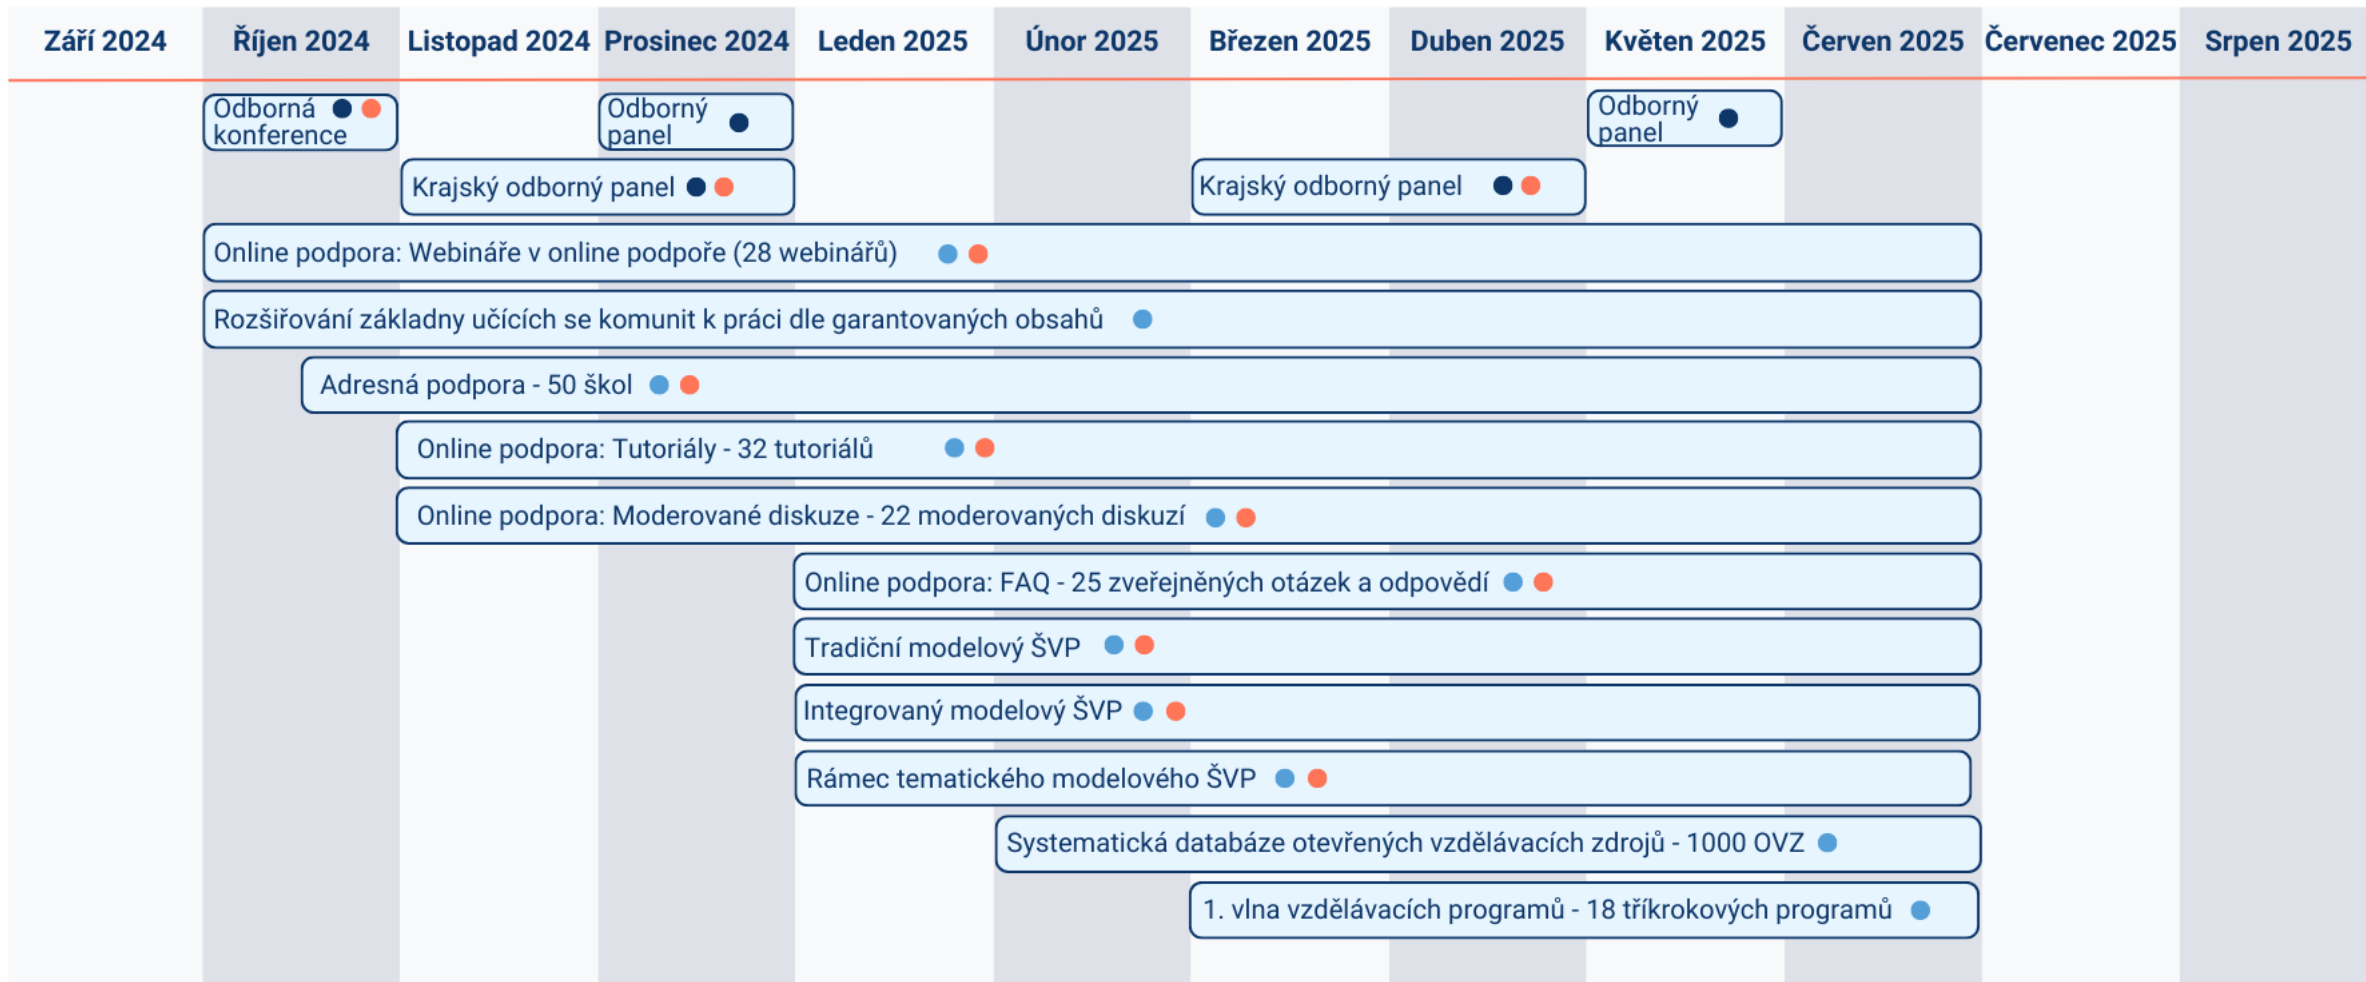 Září 2024
Říjen 2024
Listopad 2024
Prosinec 2024
Leden 2025
Únor 2025
Březen 2025
Duben 2025
Květen 2025
Červen 2025
Červenec 2025
Srpen 2025
Odborná
konference
Odborný
panel
Odborný
panel
Krajský odborný panel
Krajský odborný panel
Online podpora: Webináře v online podpoře (28 webinářů)
Rozšiřování základny učících se komunit k práci dle garantovaných obsahů
Adresná podpora - 50 škol
Online podpora: Tutoriály - 32 tutoriálů
Online podpora: Moderované diskuze - 22 moderovaných diskuzí
Online podpora: FAQ - 25 zveřejněných otázek a odpovědí
Tradiční modelový ŠVP
Integrovaný modelový ŠVP
Rámec tematického modelového ŠVP
Systematická databáze otevřených vzdělávacích zdrojů - 1000 OVZ
1. vlna vzdělávacích programů - 18 tříkrokových programů